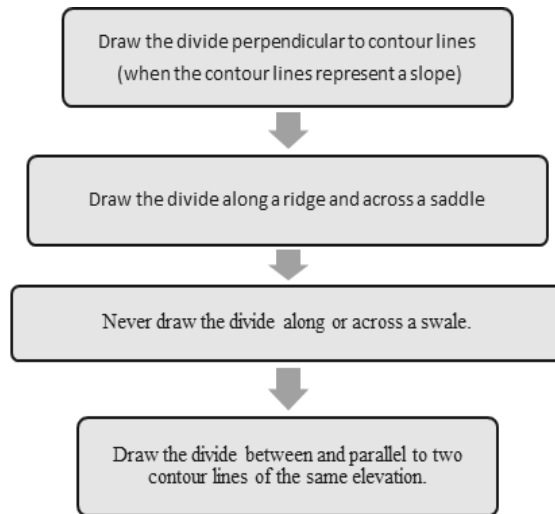 Draw the divide perpendicular to contour lines
(when the contour lines represent a slope)
Draw the divide along a ridge and across a saddle
Never draw the divide along or across a swale.
Draw the divide between and parallel to two
contour lines of the same elevation.